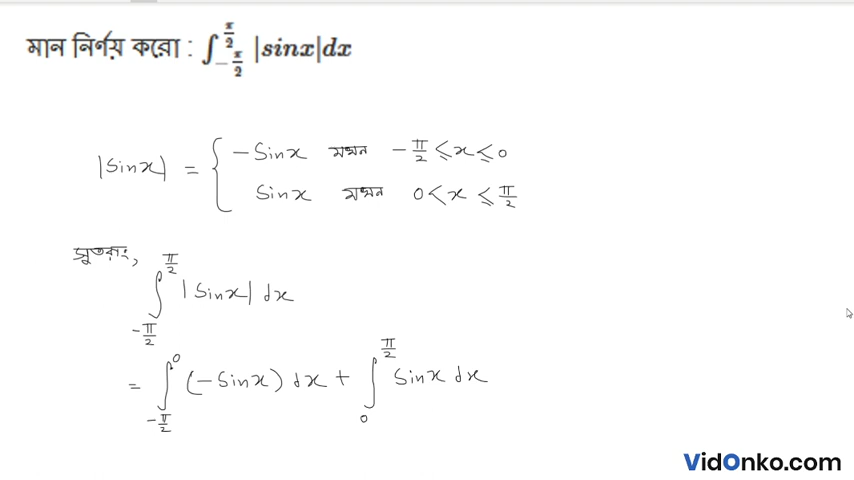 মান নির্ণয় করো : ∫_{-π/2}^{π/2} |sinx|dx
|Sinx| = { -Sinx যখন -π/2 ⩽ x ⩽ 0
Sinx যখন 0 < x ⩽ π/2
সুতরাং,
∫_{-π/2}^{π/2} |Sinx| dx
= ∫_{-π/2}^{0} (-Sinx) dx + ∫_{0}^{π/2} Sinx dx
VidOnko.com